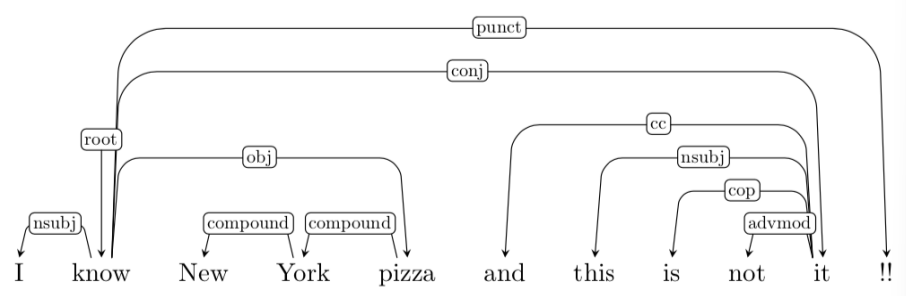 punct
conj
cc
root
obj
nsubj
cop
nsubj
compound
compound
advmod
I know New York pizza and this is not it !!